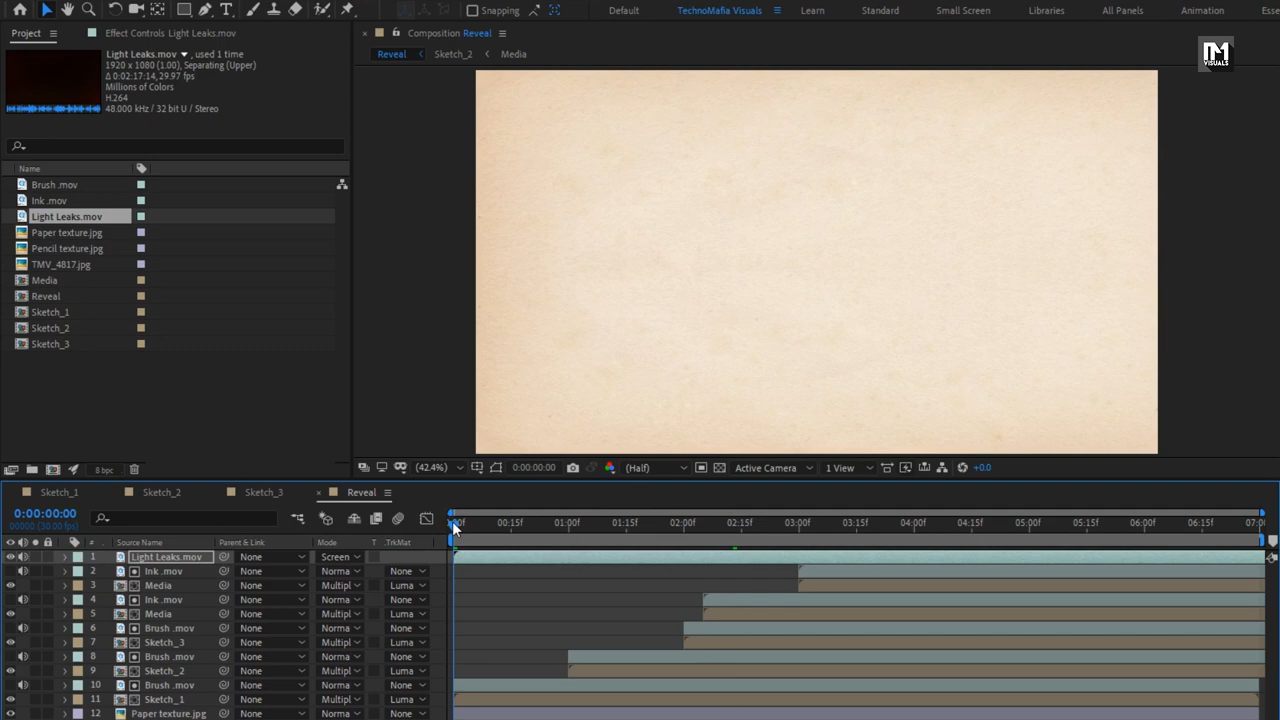 Snapping
Default
TechnoMafia Visuals
Learn
Standard
Small Screen
Libraries
All Panels
Animation
Project
Effect Controls Light Leaks.mov
Composition Reveal
Reveal
Sketch_2
Media
Light Leaks.mov ▼, used 1 time
1920 x 1080 (1.00), Separating (Upper)
Δ 0:02:17:14, 29.97 fps
Millions of Colors
H.264
48.000 kHz / 32 bit U / Stereo
VISUALS
Name
Brush .mov
Ink .mov
Light Leaks.mov
Paper texture.jpg
Pencil texture.jpg
TMV_4817.jpg
Media
Reveal
Sketch_1
Sketch_2
Sketch_3
8 bpc
(42.4%)
0:00:00:00
(Half)
Active Camera
1 View
+0.0
Sketch_1
Sketch_2
Sketch_3
Reveal
0:00:00:00
00000 (30.00 fps)
00:15f
01:00f
01:15f
02:00f
02:15f
03:00f
03:15f
04:00f
04:15f
05:00f
05:15f
06:00f
06:15f
# Source Name Parent & Link Mode T .TrkMat
1 Light Leaks.mov None Screen
2 Ink .mov None Norma None
3 Media None Multipl Luma
4 Ink .mov None Norma None
5 Media None Multipl Luma
6 Brush .mov None Norma None
7 Sketch_3 None Multipl Luma
8 Brush .mov None Norma None
9 Sketch_2 None Multipl Luma
10 Brush .mov None Norma None
11 Sketch_1 None Multipl Luma
12 Paper texture.jpg None Norma None